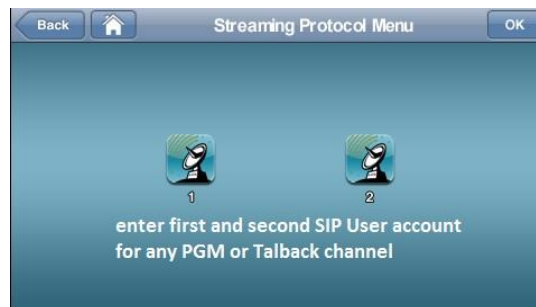 Back
Streaming Protocol Menu
OK
1
2
enter first and second SIP User account
for any PGM or Talback channel